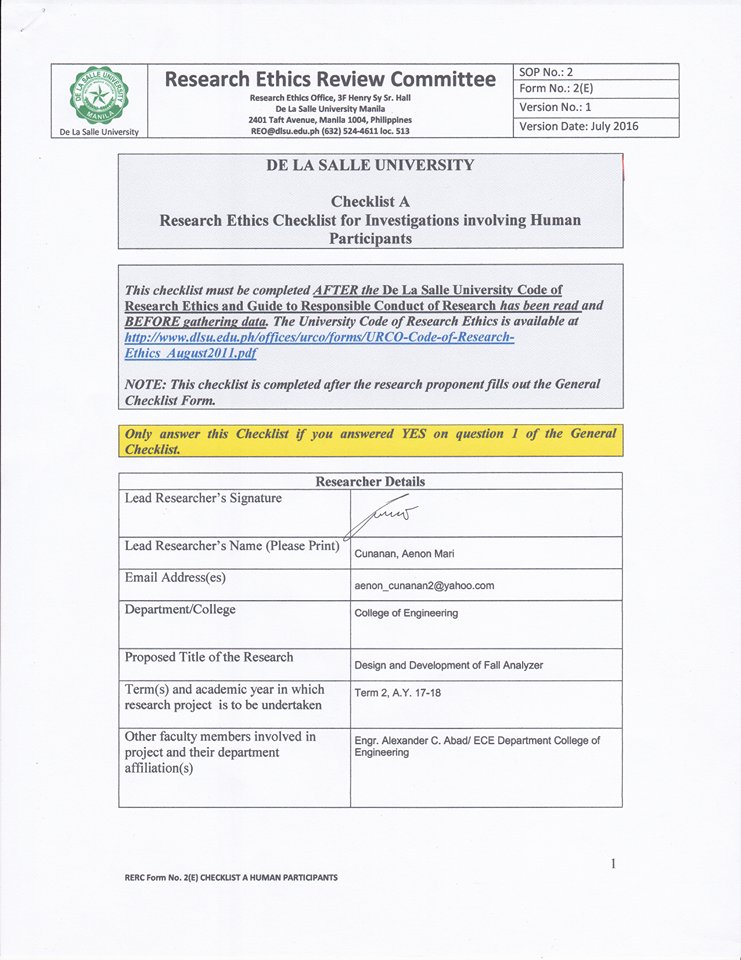 DE LA SALLE UNIVERSITY
MANILA
De La Salle University
Research Ethics Review Committee
Research Ethics Office, 3F Henry Sy Sr. Hall
De La Salle University Manila
2401 Taft Avenue, Manila 1004, Philippines
REO@dlsu.edu.ph (632) 524-4611 loc. 513
SOP No.: 2
Form No.: 2(E)
Version No.: 1
Version Date: July 2016
DE LA SALLE UNIVERSITY
Checklist A
Research Ethics Checklist for Investigations involving Human
Participants
This checklist must be completed AFTER the De La Salle University Code of
Research Ethics and Guide to Responsible Conduct of Research has been read and
BEFORE gathering data. The University Code of Research Ethics is available at
http://www.dlsu.edu.ph/offices/urco/forms/URCO-Code-of-Research-
Ethics_August2011.pdf
NOTE: This checklist is completed after the research proponent fills out the General
Checklist Form.
Only answer this Checklist if you answered YES on question 1 of the General
Checklist.
Researcher Details
Lead Researcher's Signature
Lead Researcher's Name (Please Print)
Cunanan, Aenon Mari
Email Address(es)
aenon_cunanan2@yahoo.com
Department/College
College of Engineering
Proposed Title of the Research
Design and Development of Fall Analyzer
Term(s) and academic year in which
research project is to be undertaken
Term 2, A.Y. 17-18
Other faculty members involved in
project and their department
affiliation(s)
Engr. Alexander C. Abad/ ECE Department College of
Engineering
1
RERC Form No. 2(E) CHECKLIST A HUMAN PARTICIPANTS